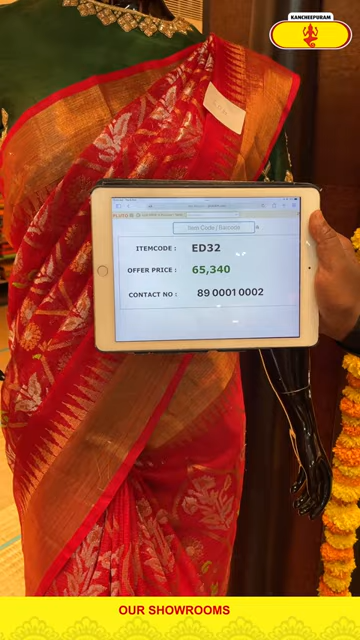 KANCHEEPURAM
Item Code / Barcode
ITEMCODE : ED32
OFFER PRICE : 65,340
CONTACT NO : 89 0001 0002
OUR SHOWROOMS